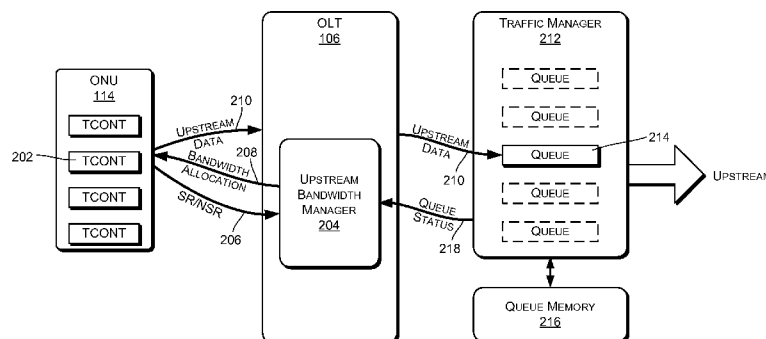 ONU
114
TCONT
202
TCONT
TCONT
TCONT
210
UPSTREAM
DATA
BANDWIDTH
ALLOCATION
208
SR/NSR
206
OLT
106
UPSTREAM
BANDWIDTH
MANAGER
204
UPSTREAM
DATA
210
QUEUE
STATUS
218
TRAFFIC MANAGER
212
QUEUE
QUEUE
QUEUE
214
QUEUE
QUEUE
UPSTREAM
QUEUE MEMORY
216